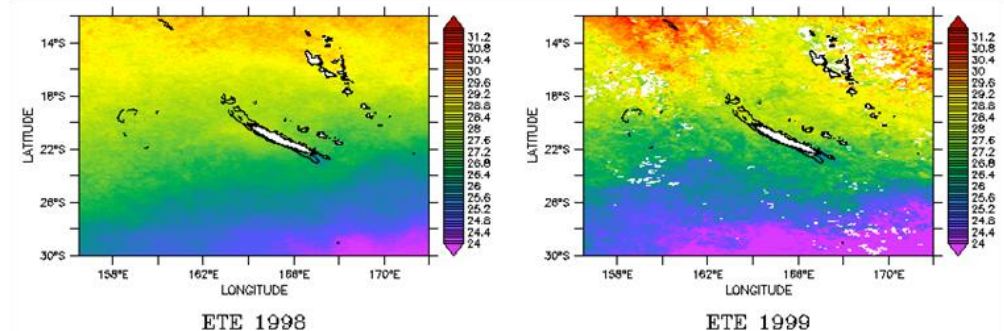 14°S
18°S
22°S
26°S
30°S
LATITUDE
158°E 162°E 166°E 170°E
LONGITUDE
31.2
30.8
30.4
30
29.6
29.2
28.8
28.4
28
27.6
27.2
26.8
26.4
26
25.6
25.2
24.8
24.4
24
ETE 1998
14°S
18°S
22°S
26°S
30°S
LATITUDE
158°E 162°E 166°E 170°E
LONGITUDE
31.2
30.8
30.4
30
29.6
29.2
28.8
28.4
28
27.6
27.2
26.8
26.4
26
25.6
25.2
24.8
24.4
24
ETE 1999